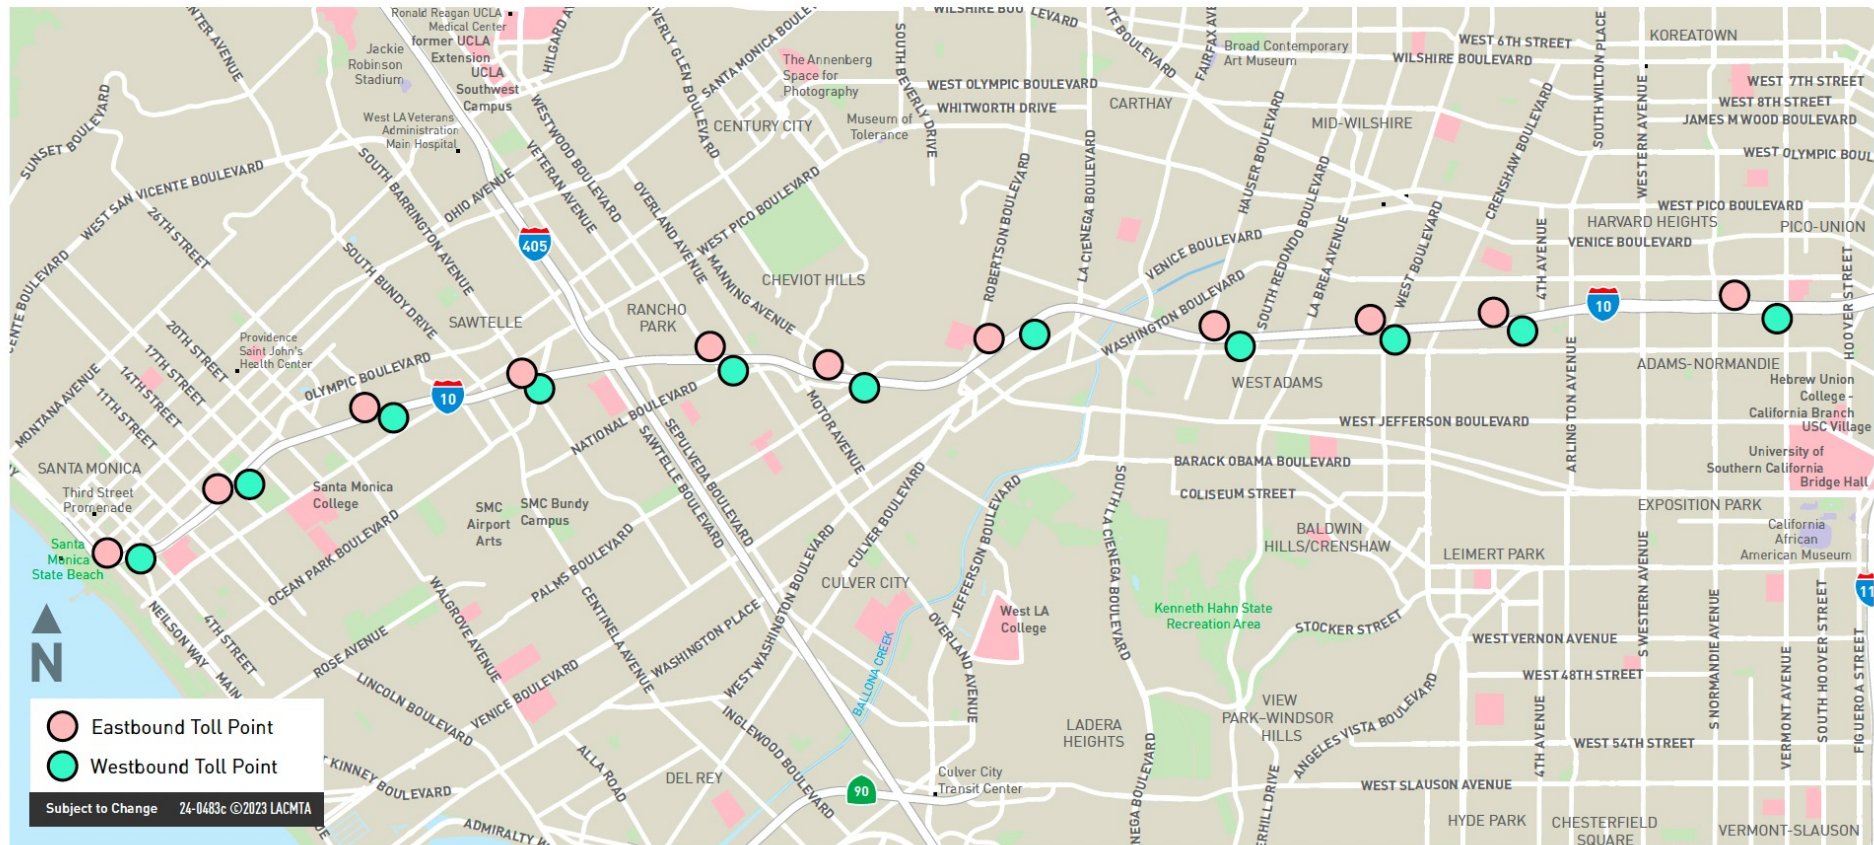 Ronald Reagan UCLA
Medical Center
former UCLA
Extension
UCLA
Southwest
Campus
Jackie
Robinson
Stadium
West LA Veterans
Administration
Main Hospital
SUNSET BOULEVARD
WEST SAN VICENTE BOULEVARD
26TH STREET
20TH STREET
17TH STREET
14TH STREET
11TH STREET
MONTANA AVENUE
Providence
Saint John's
Health Center
OLYMPIC BOULEVARD
SOUTH BARRINGTON AVENUE
SOUTH BUNDY DRIVE
OHIO AVENUE
VETERAN AVENUE
WESTWOOD BOULEVARD
OVERLAND AVENUE
WEST PICO BOULEVARD
MANNING AVENUE
SANTA MONICA BOULE
EVERLY GLEN BOULEVARD
HILGARD A
The Annenberg
Space for
Photography
CENTURY CITY
Museum of
Tolerance
SOUTH BEVERLY DRIVE
WILSHIRE BOU
LEVARD
WEST OLYMPIC BOULEVARD
WHITWORTH DRIVE
CARTHAY
FAIRFAX AVE
Broad Contemporary
Art Museum
WEST 6TH STREET
WILSHIRE BOULEVARD
KOREATOWN
WEST 7TH STREET
WEST 8TH STREET
JAMES M WOOD BOULEVARD
WEST OLYMPIC BOUL
MID-WILSHIRE
SOUTH WILTON PLACE
WESTERN AVENUE
CRENSHAW BOULEVARD
HAUSER BOULEVARD
SOUTH REDONDO BOULEVARD
LA BREA AVENUE
WEST BOULEVARD
WEST PICO BOULEVARD
HARVARD HEIGHTS
PICO-UNION
VENICE BOULEVARD
4TH AVENUE
HOOVER STREET
ROBERTSON BOULEVARD
LA CIENEGA BOULEVARD
VENICE BOULEVARD
WASHINGTON BOULEVARD
405
CHEVIOT HILLS
RANCHO
PARK
SAWTELLE
10
10
WEST ADAMS
ADAMS-NORMANDIE
Hebrew Union
College -
California Branch
USC Village
University of
Southern California
Bridge Hall
ARLINGTON AVENUE
WEST JEFFERSON BOULEVARD
BARACK OBAMA BOULEVARD
COLISEUM STREET
BALDWIN
HILLS/CRENSHAW
LEIMERT PARK
EXPOSITION PARK
California
African
American Museum
NATIONAL BOULEVARD
SAWTELLE BOULEVARD
SEPULVEDA BOULEVARD
MOTOR AVENUE
CULVER BOULEVARD
JEFFERSON BOULEVARD
SOUTH LA CIENEGA BOULEVARD
SANTA MONICA
Third Street
Promenade
Santa
Monica
State Beach
Santa Monica
College
SMC
Airport
Arts
SMC Bundy
Campus
OCEAN PARK BOULEVARD
PALMS BOULEVARD
WEST WASHINGTON BOULEVARD
CULVER CITY
West LA
College
Kenneth Hahn State
Recreation Area
STOCKER STREET
WEST VERNON AVENUE
WEST 48TH STREET
S WESTERN AVENUE
S NORMANDIE AVENUE
VERMONT AVENUE
SOUTH HOOVER STREET
FIGUEROA STREET
11
NEILSON WAY
4TH STREET
MAIN
ROSE AVENUE
WALGROVE AVENUE
CENTINELA AVENUE
WASHINGTON PLACE
BALLONA CREEK
OVERLAND AVENUE
LINCOLN BOULEVARD
VENICE BOULEVARD
INGLEWOOD BOULEVARD
ALLA ROAD
DEL REY
KINNEY BOULEVARD
ADMIRALTY W
90
Culver City
Transit Center
LADERA
HEIGHTS
VIEW
PARK-WINDSOR
HILLS
ANGELES VISTA BOULEVARD
NEGA BOULEVARD
ERHILL DRIVE
4TH AVENUE
WEST 54TH STREET
WEST SLAUSON AVENUE
HYDE PARK
CHESTERFIELD
SQUARE
VERMONT-SLAUSON
N
Eastbound Toll Point
Westbound Toll Point
Subject to Change 24-0483c ©2023 LACMTA